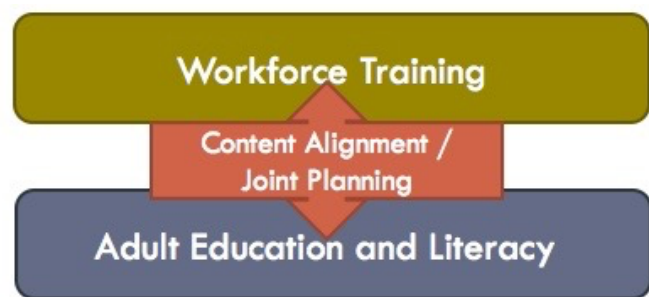 Workforce Training
Content Alignment /
Joint Planning
Adult Education and Literacy